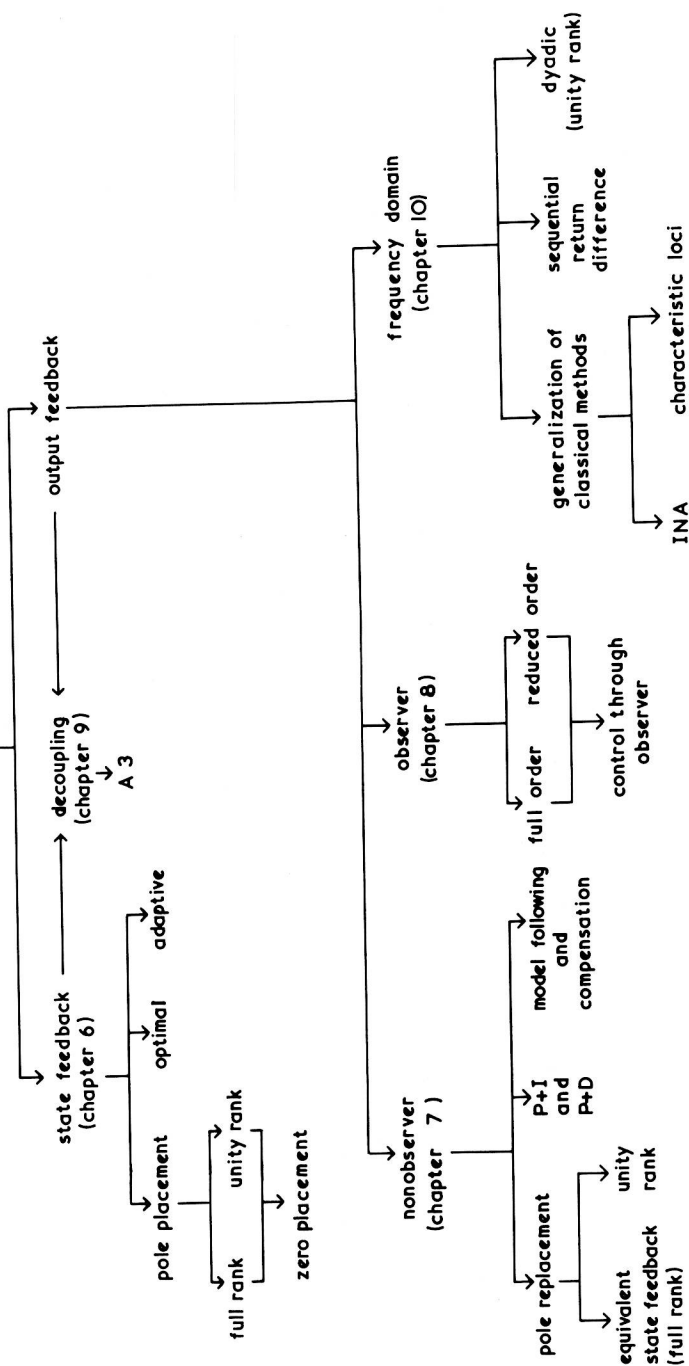 state feedback
(chapter 6)
decoupling
(chapter 9)
A 3
output feedback
pole placement
optimal
adaptive
full rank
unity rank
zero placement
nonobserver
(chapter 7)
observer
(chapter 8)
frequency domain
(chapter 10)
pole replacement
P+I
and
P+D
model following
and
compensation
equivalent
state feedback
(full rank)
unity
rank
full order
reduced order
control through
observer
generalization of
classical methods
sequential
return
difference
dyadic
(unity rank)
INA
characteristic loci